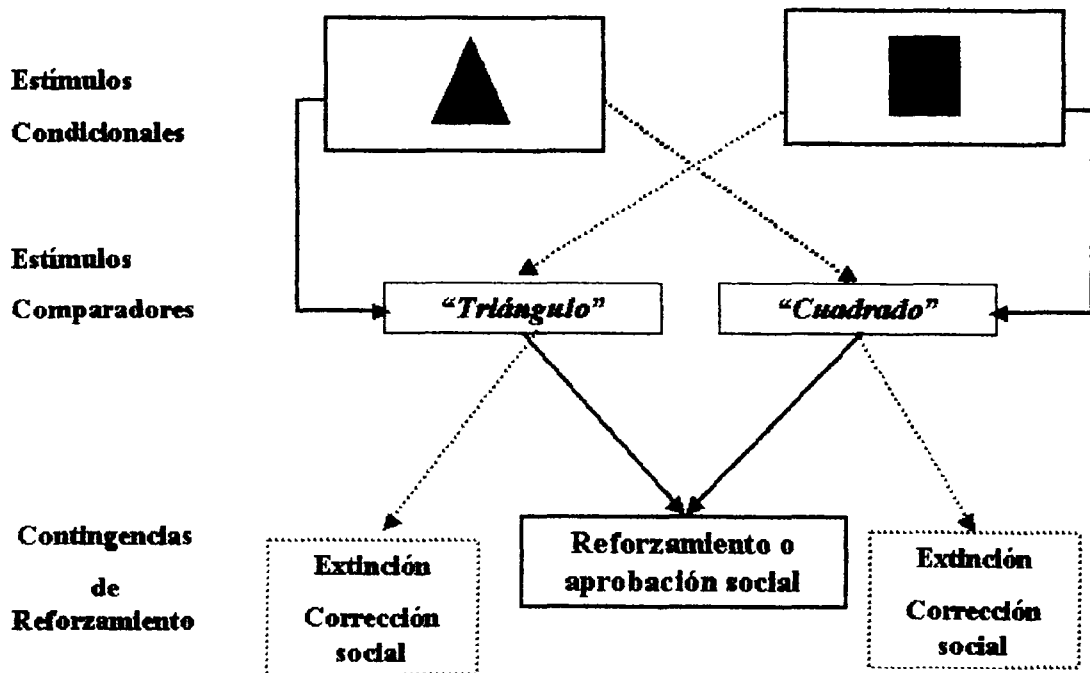 Estímulos
Condicionales
Estímulos
Comparadores
“Triángulo”
“Cuadrado”
Contingencias
de
Reforzamiento
Extinción
Corrección
social
Reforzamiento o
aprobación social
Extinción
Corrección
social